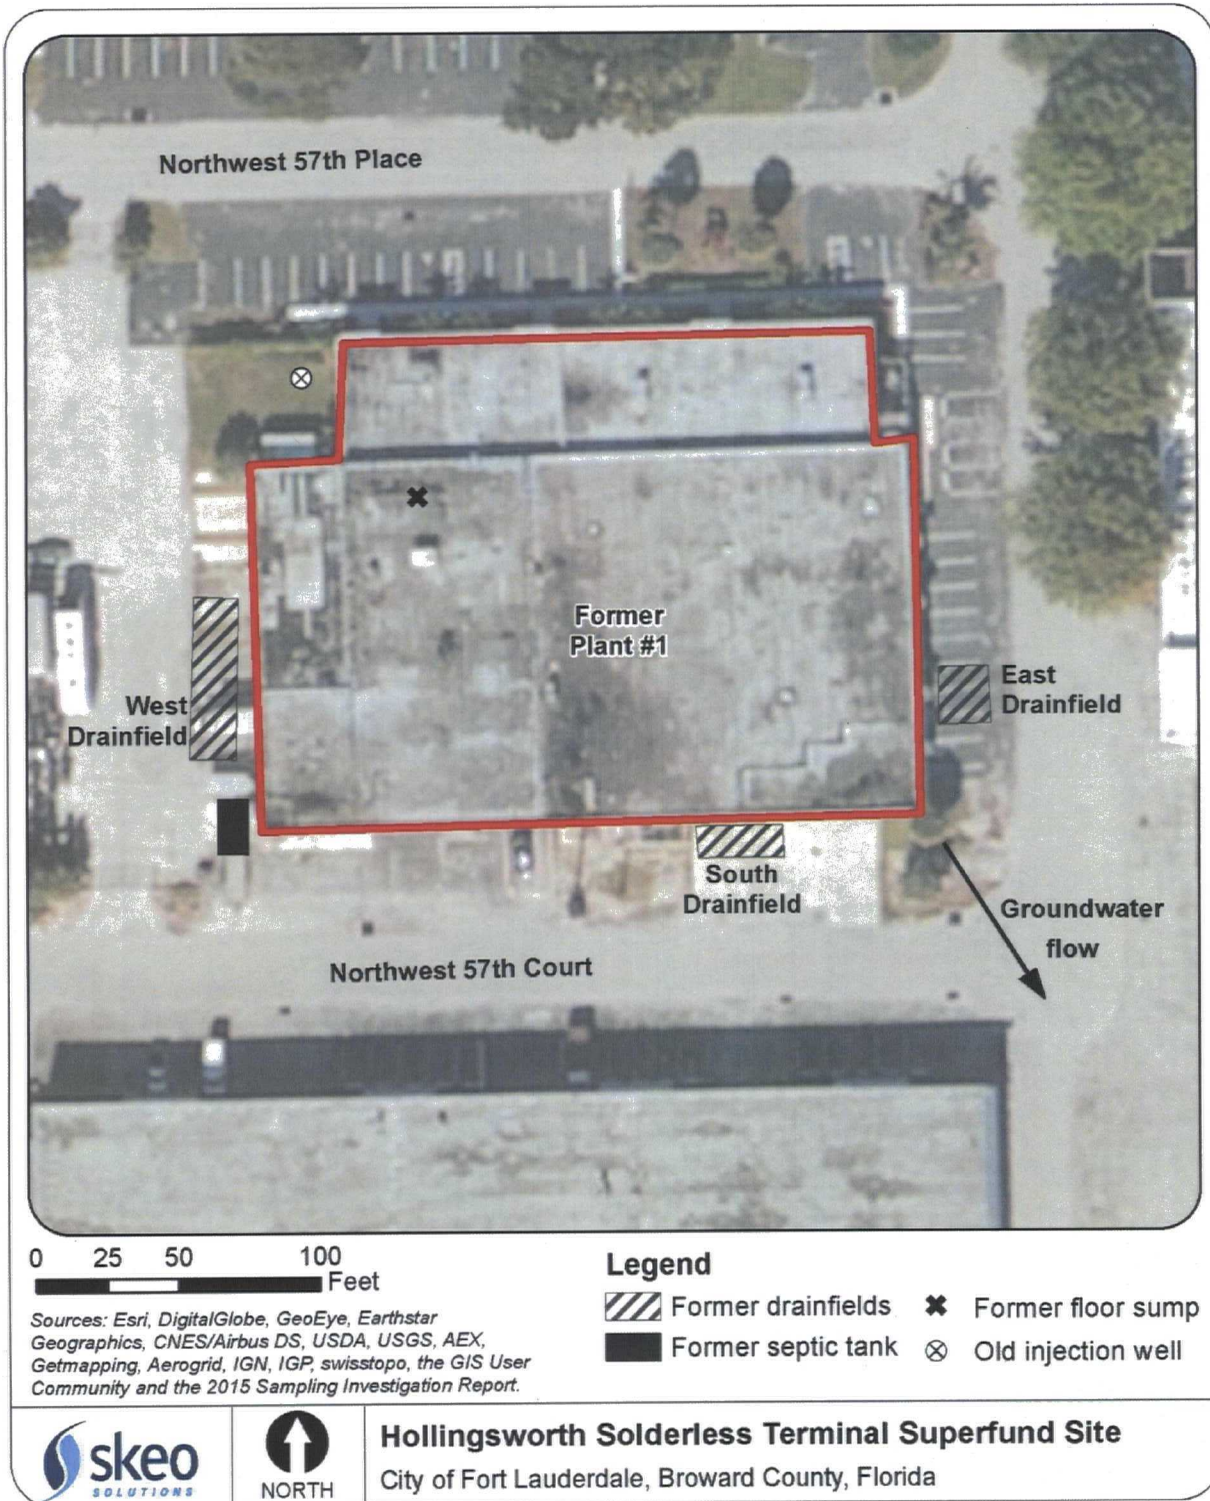 Northwest 57th Place
Former
Plant #1
West
Drainfield
East
Drainfield
South
Drainfield
Groundwater
flow
Northwest 57th Court
0 25 50 100
Feet
Sources: Esri, DigitalGlobe, GeoEye, Earthstar
Geographics, CNES/Airbus DS, USDA, USGS, AEX,
Getmapping, Aerogrid, IGN, IGP, swisstopo, the GIS User
Community and the 2015 Sampling Investigation Report.
Legend
Former drainfields
Former floor sump
Former septic tank
Old injection well
skeo
SOLUTIONS
NORTH
Hollingsworth Solderless Terminal Superfund Site
City of Fort Lauderdale, Broward County, Florida